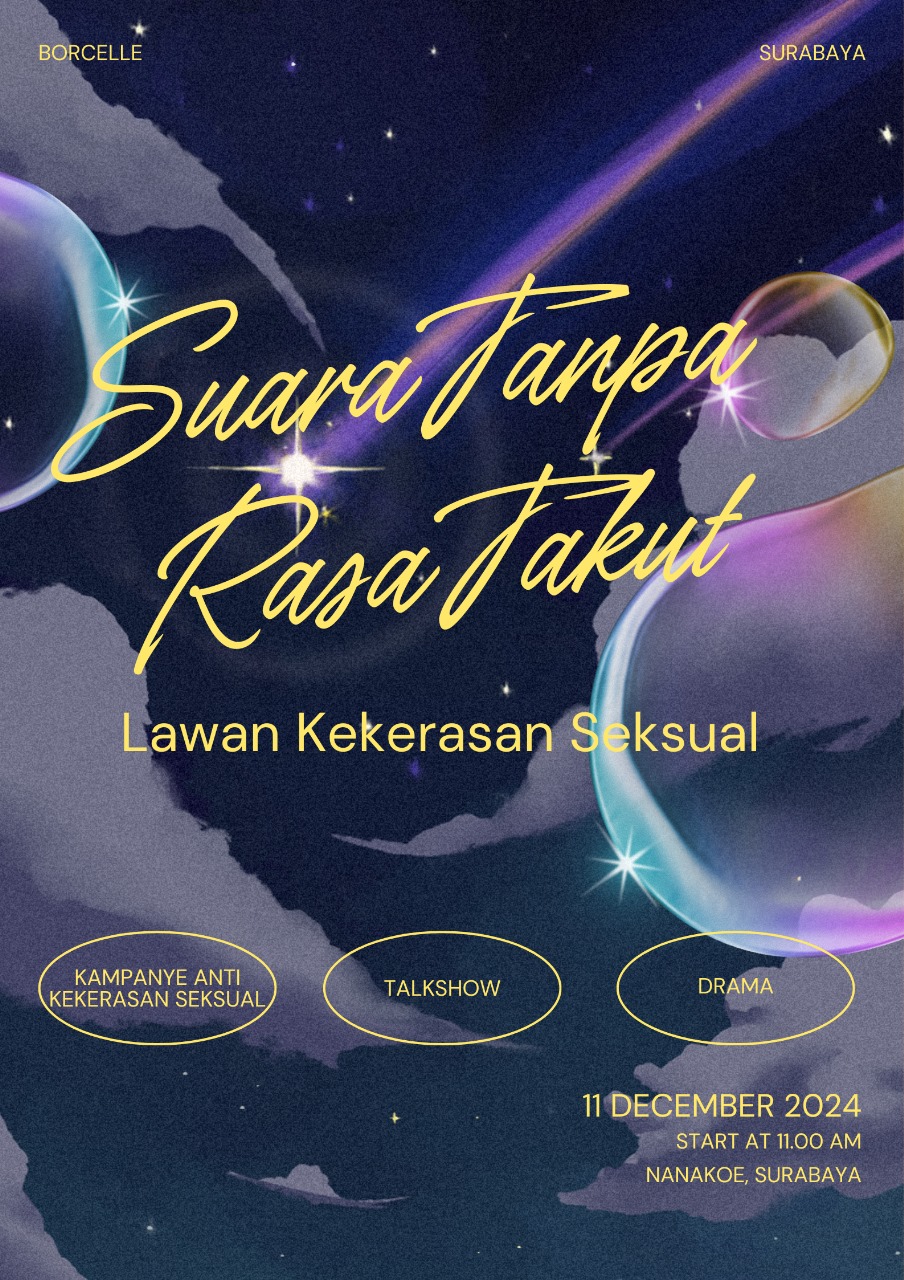 BORCELLE
SURABAYA
Suara Tanpa
Rasa Takut
Lawan Kekerasan Seksual
KAMPANYE ANTI
KEKERASAN SEKSUAL
TALKSHOW
DRAMA
11 DECEMBER 2024
START AT 11.00 AM
NANAKOE, SURABAYA